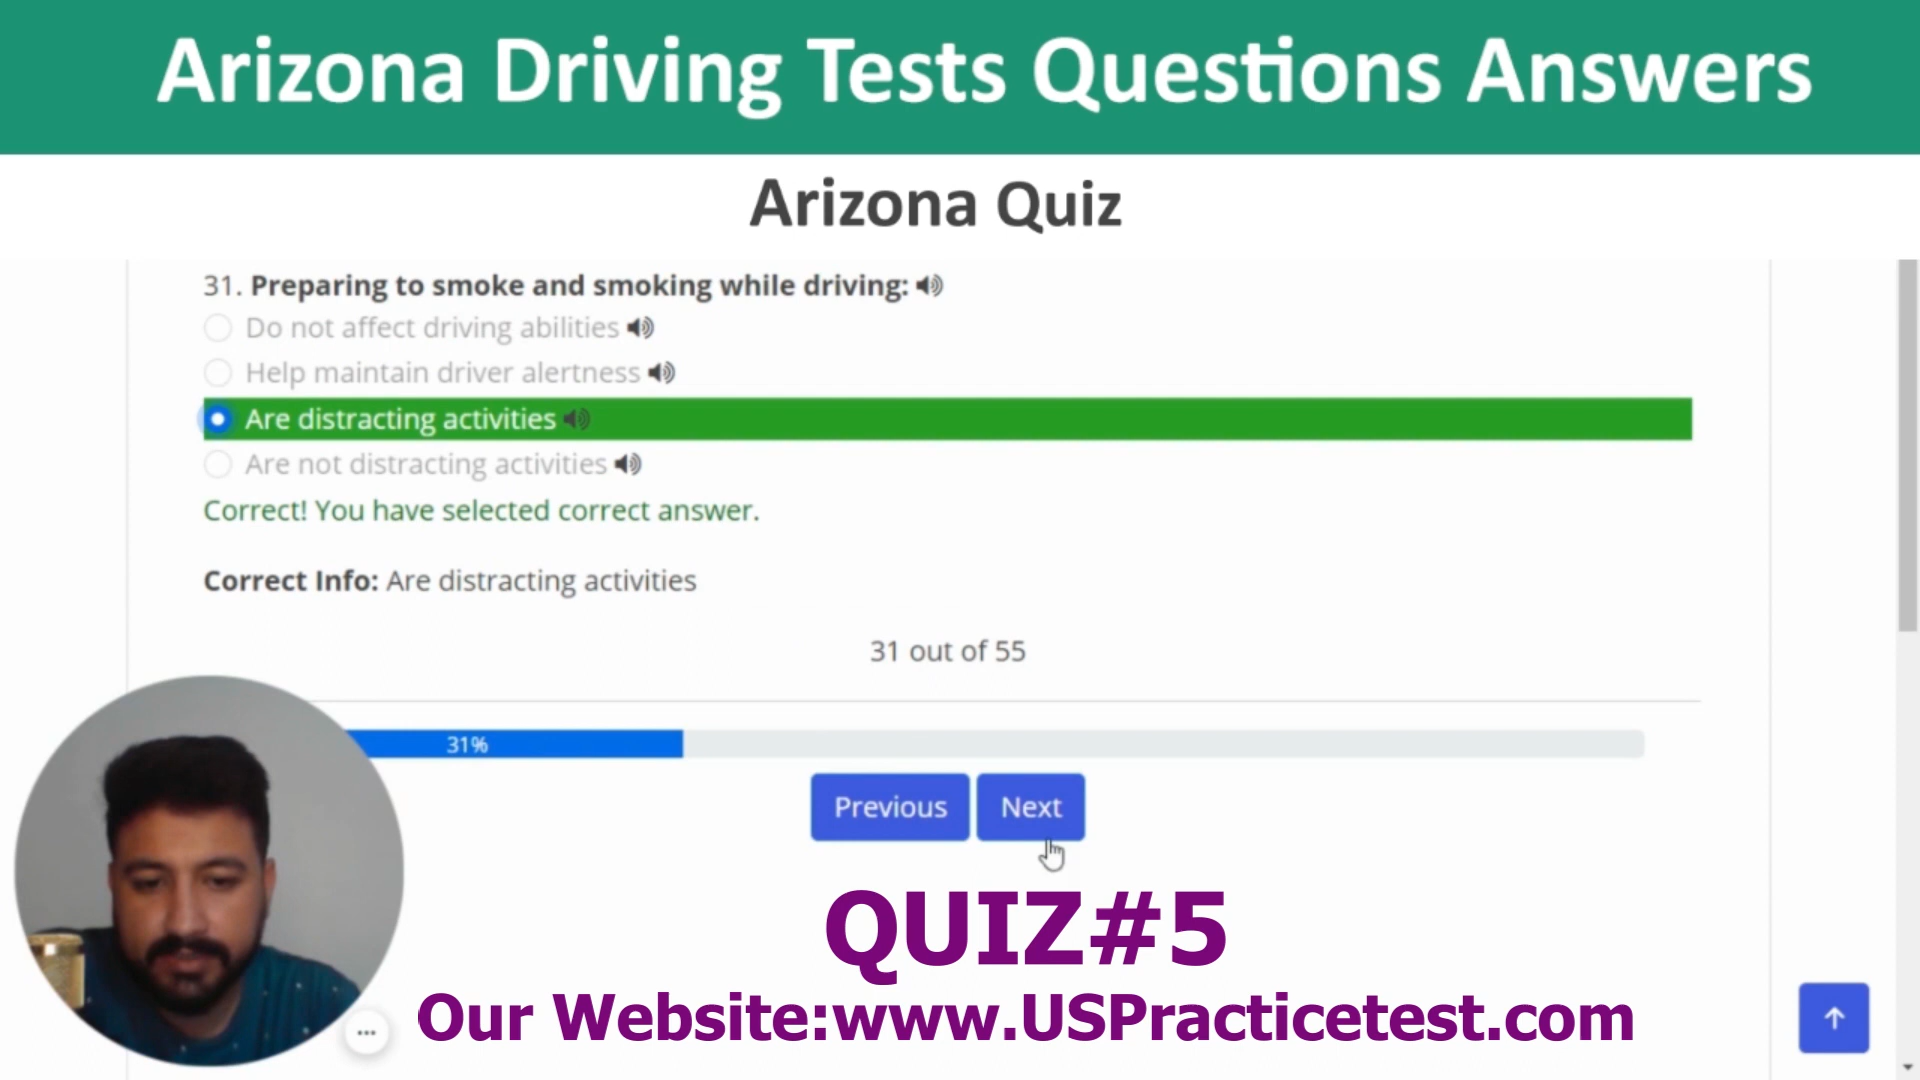 Arizona Driving Tests Questions Answers
Arizona Quiz
31. Preparing to smoke and smoking while driving:
Do not affect driving abilities
Help maintain driver alertness
Are distracting activities
Are not distracting activities
Correct! You have selected correct answer.
Correct Info: Are distracting activities
31 out of 55
31%
Previous Next
QUIZ#5
Our Website:www.USPracticetest.com